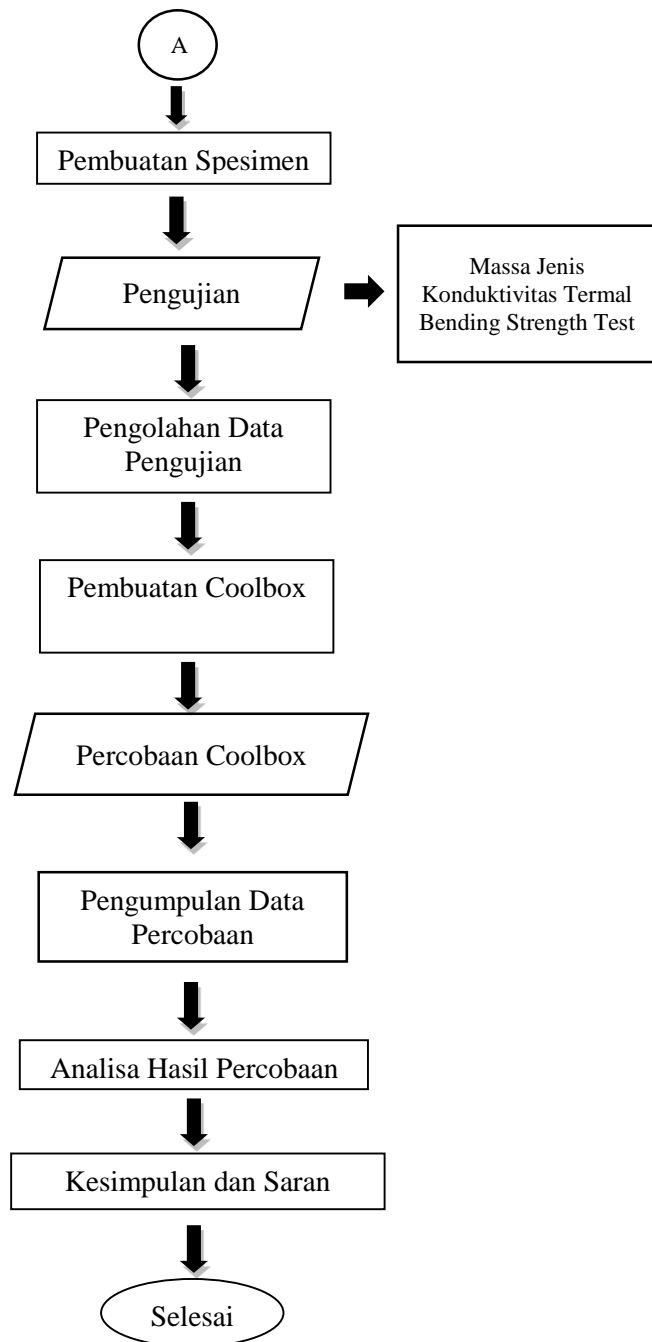 A
Pembuatan Spesimen
Pengujian
Massa Jenis
Konduktivitas Termal
Bending Strength Test
Pengolahan Data
Pengujian
Pembuatan Coolbox
Percobaan Coolbox
Pengumpulan Data
Percobaan
Analisa Hasil Percobaan
Kesimpulan dan Saran
Selesai